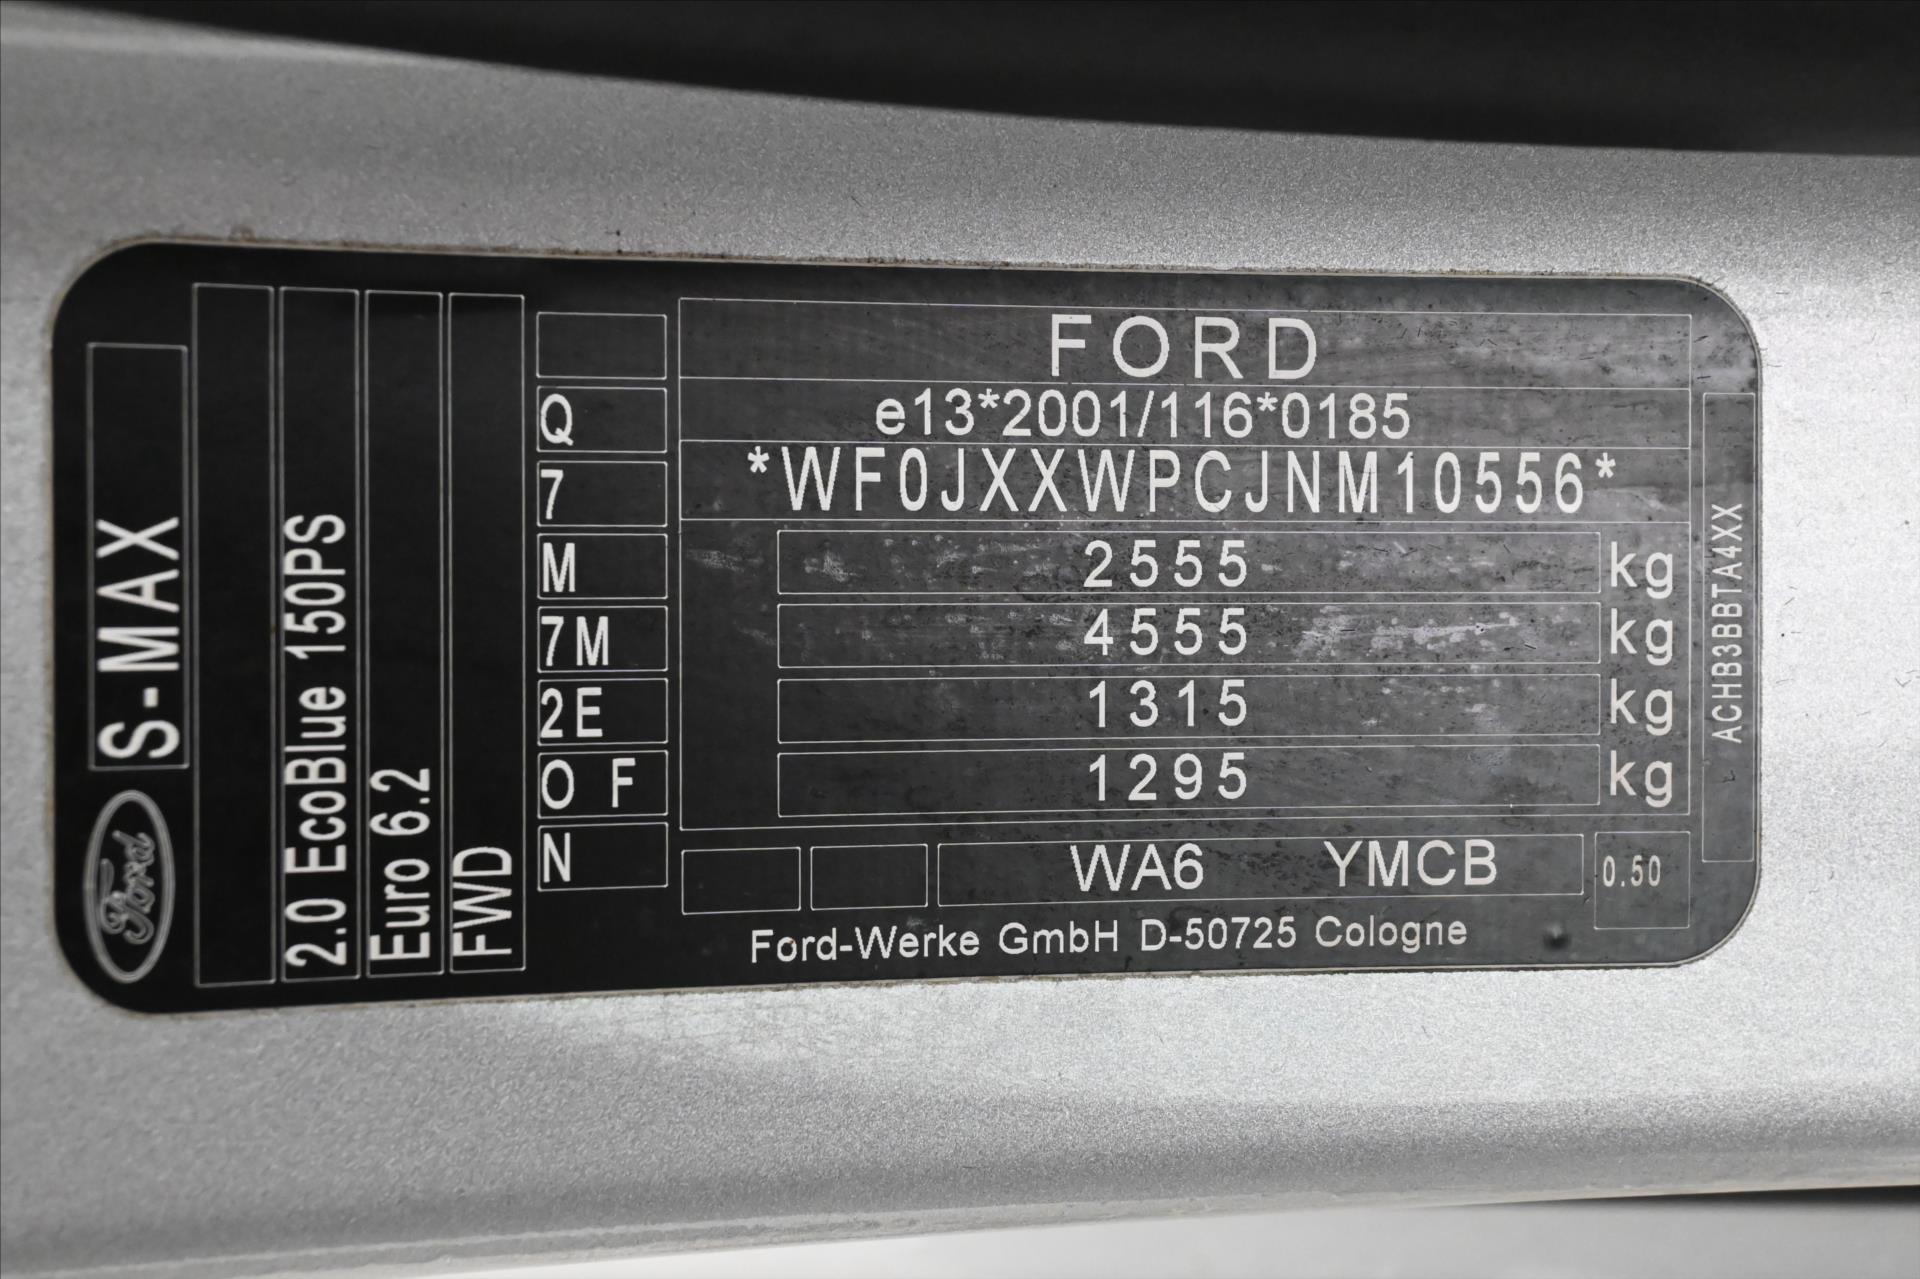 Ford
S-MAX
2.0 EcoBlue 150PS
Euro 6.2
FWD
Q
7
M
7M
2E
O F
N
FORD
e13*2001/116*0185
*WF0JXXWPCJNM10556*
2555 kg
4555 kg
1315 kg
1295 kg
WA6 YMCB
0.50
Ford-Werke GmbH D-50725 Cologne
ACHB3BBTA4XX